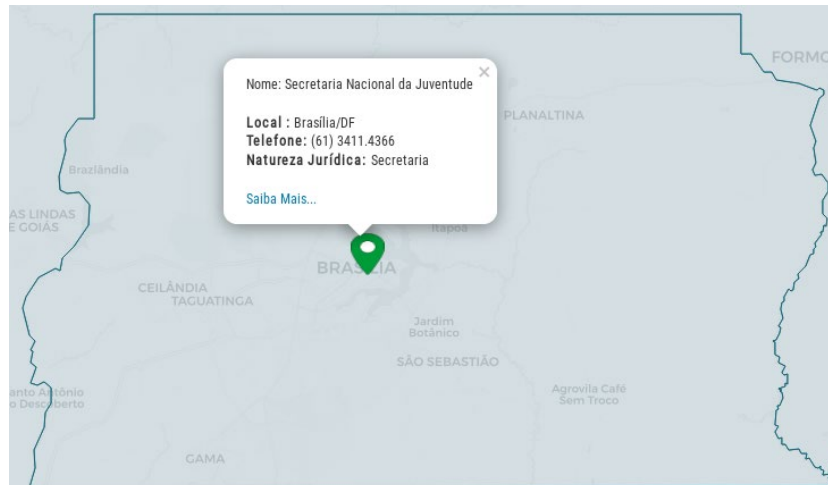 FORMO
×
Nome: Secretaria Nacional da Juventude
Local : Brasília/DF
Telefone: (61) 3411.4366
Natureza Jurídica: Secretaria
Saiba Mais...
PLANALTINA
Brazlândia
AS LINDAS
E GOIÁS
Itapoã
BRASÍLIA
CEILÂNDIA
TAGUATINGA
Jardim
Botânico
SÃO SEBASTIÃO
anto Antônio
o Descoberto
Agrovila Café
Sem Troco
GAMA